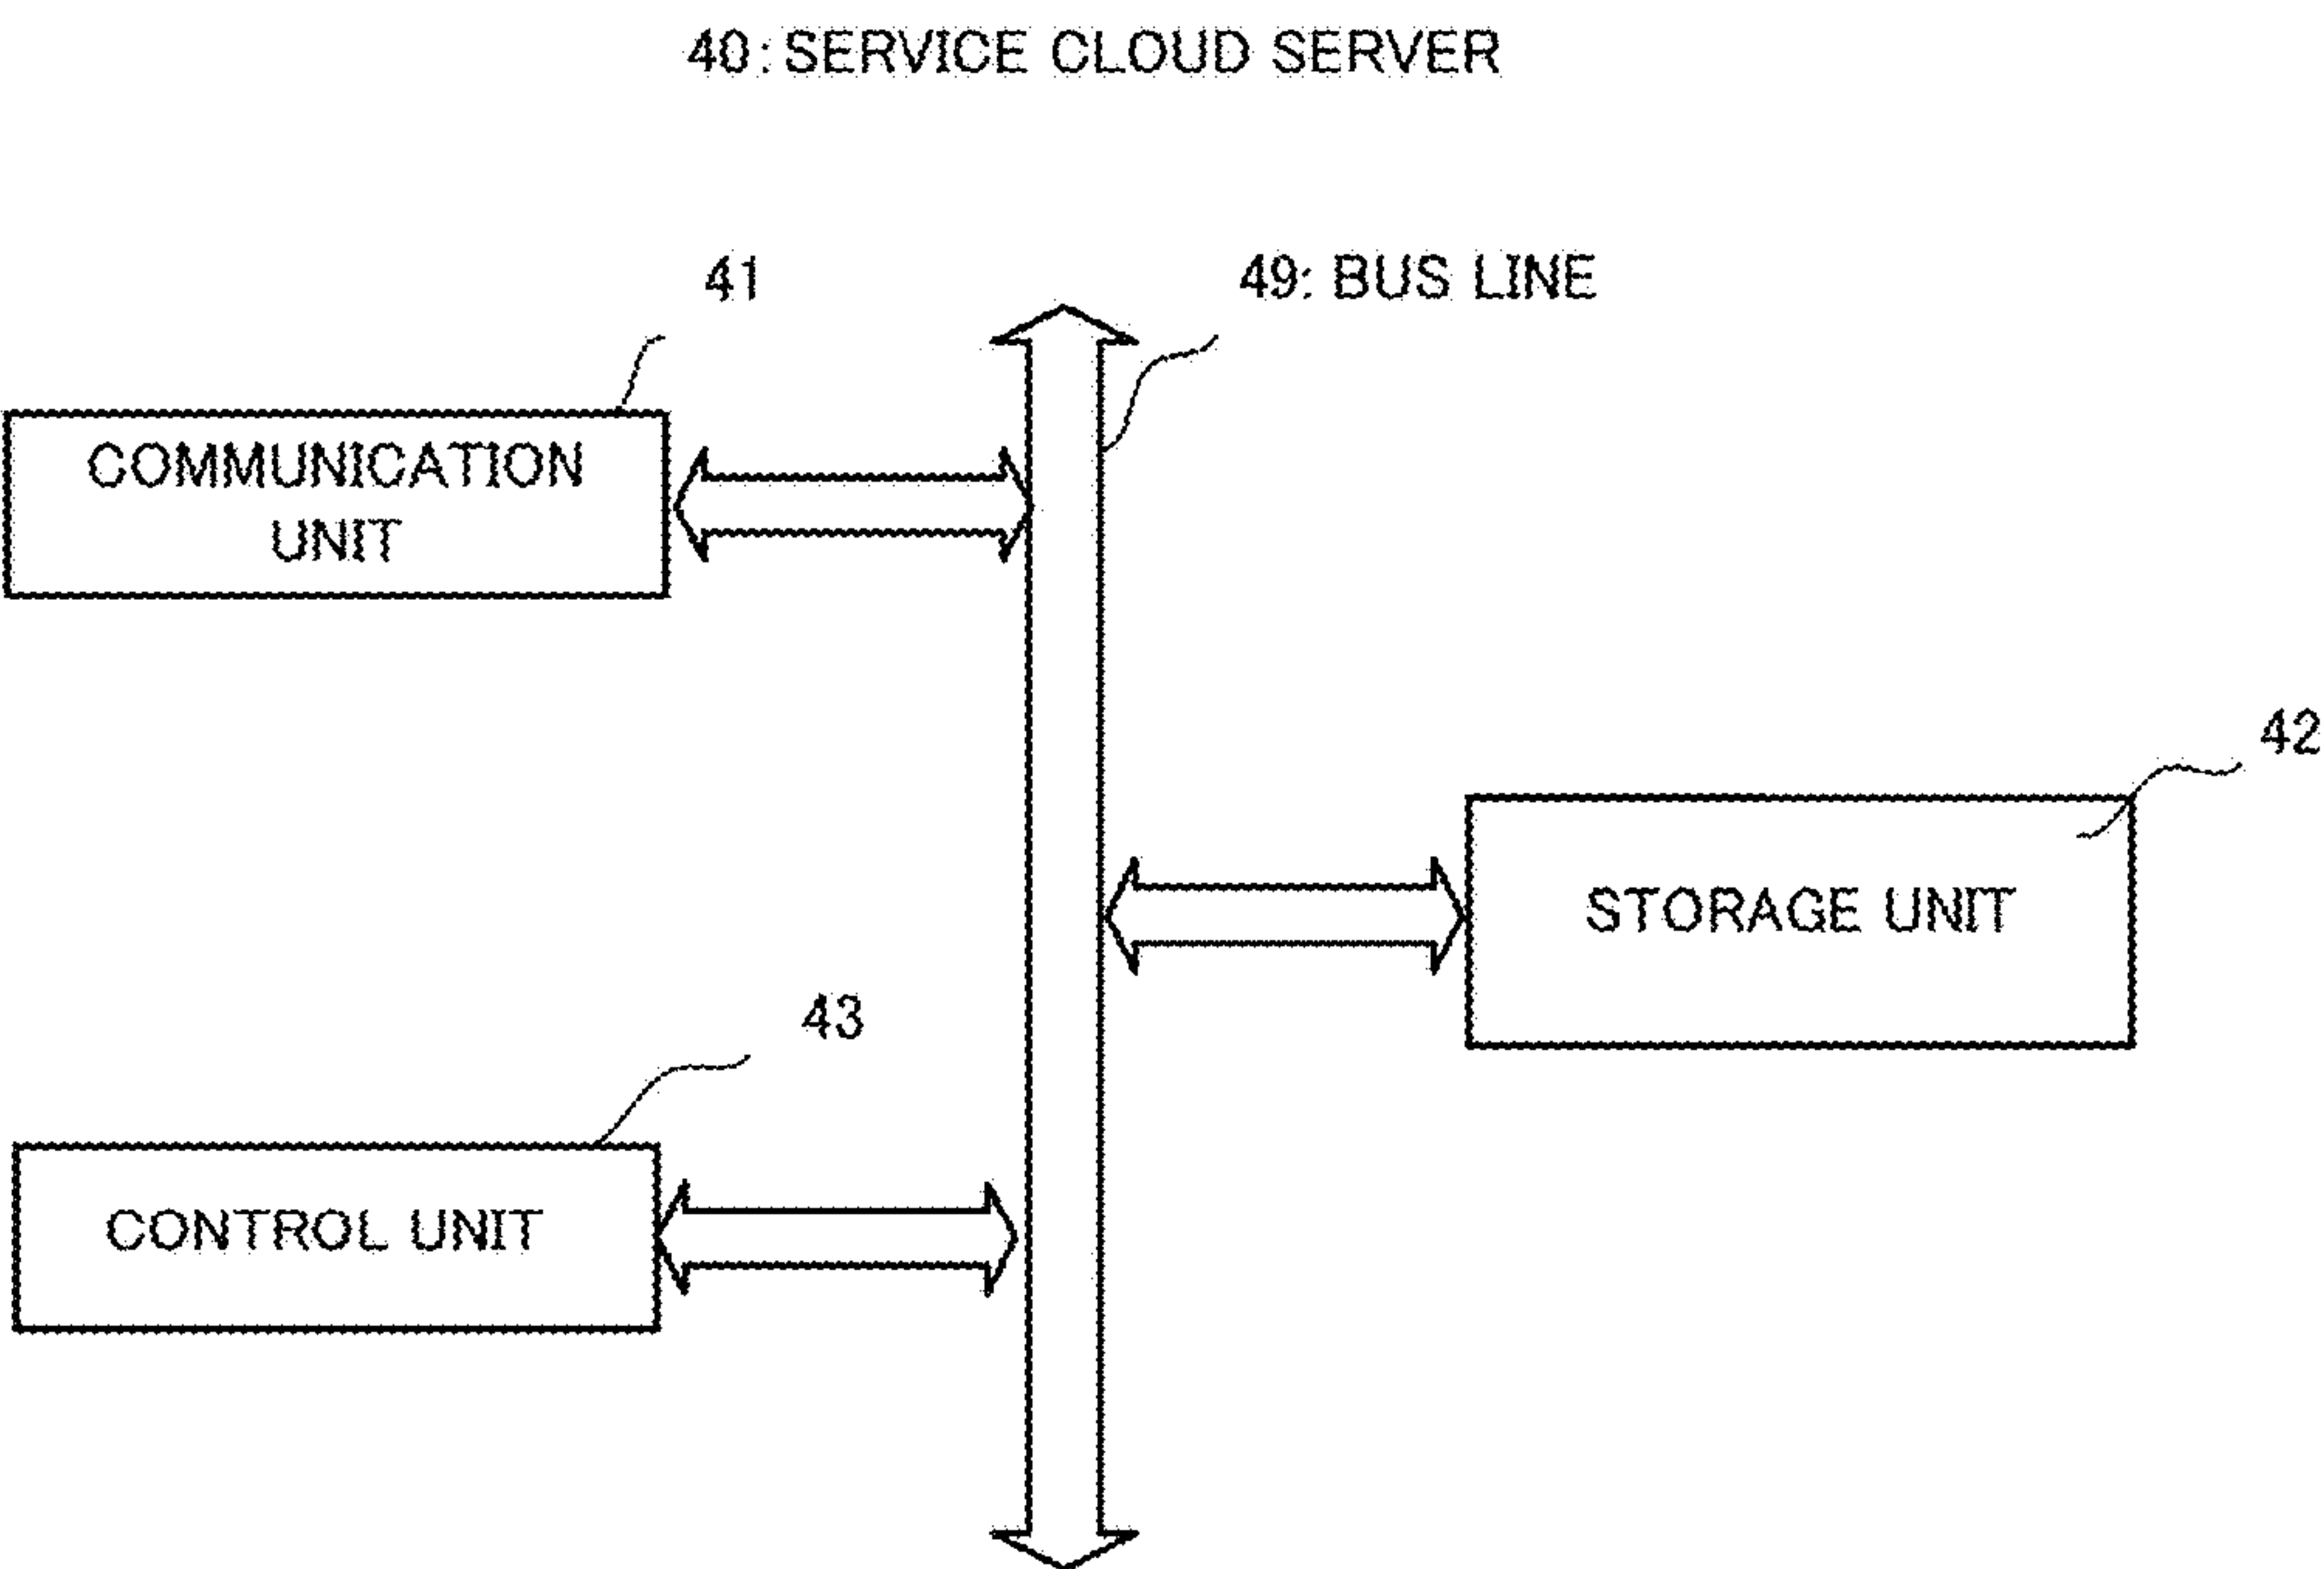 40: SERVICE CLOUD SERVER
41
49: BUS LINE
COMMUNICATION
UNIT
42
STORAGE UNIT
43
CONTROL UNIT